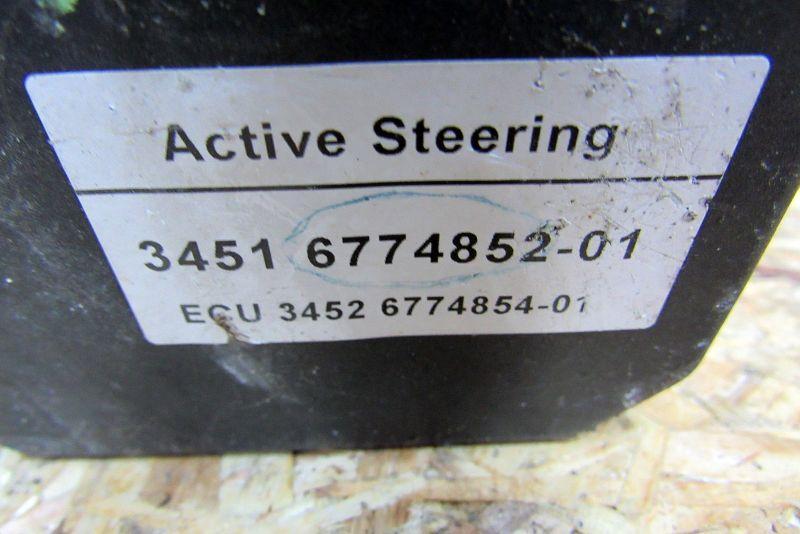 Active Steering
3451 6774852-01
ECU 3452 6774854-01